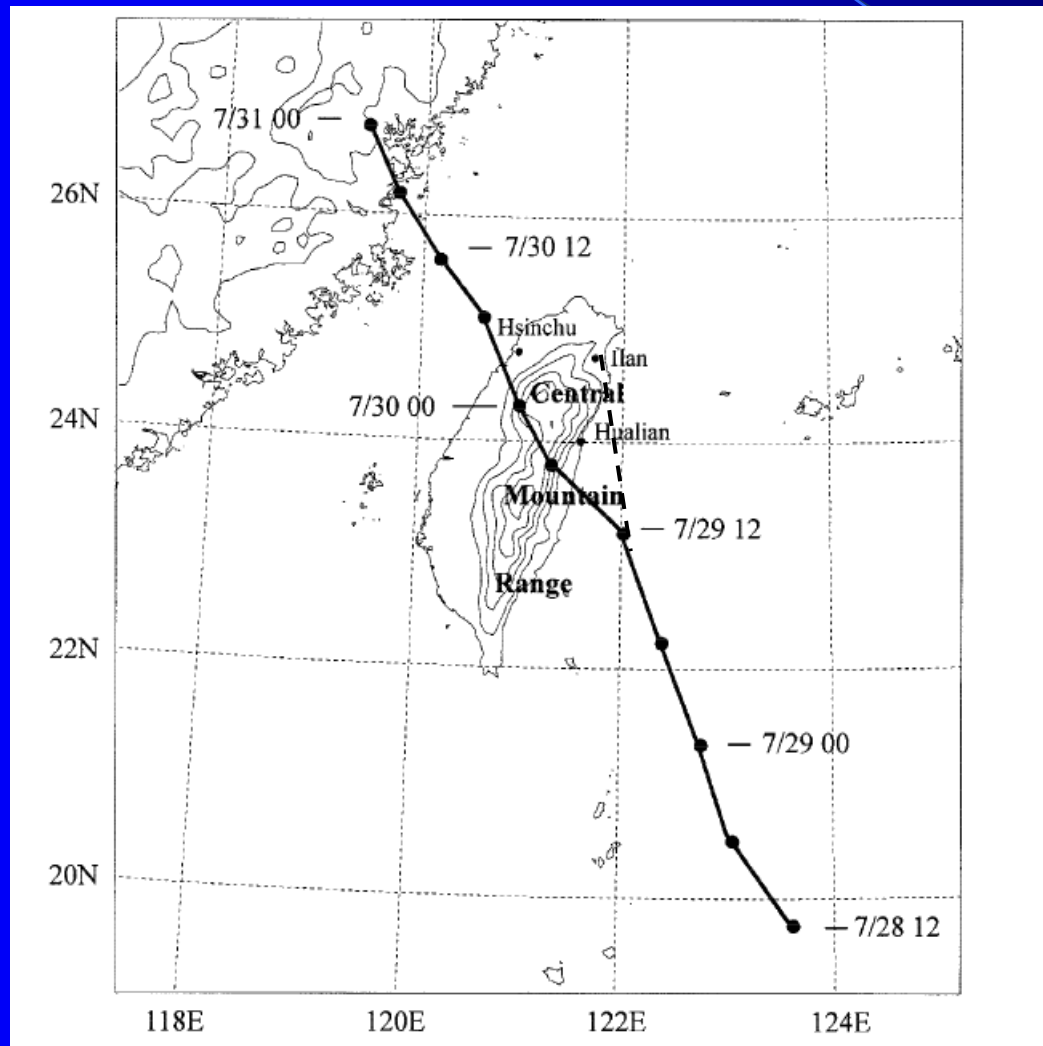 7/31 00
26N
7/30 12
Hsinchu
Ilan
7/30 00
Central
24N
Hualian
Mountain
7/29 12
Range
22N
7/29 00
20N
7/28 12
118E
120E
122E
124E